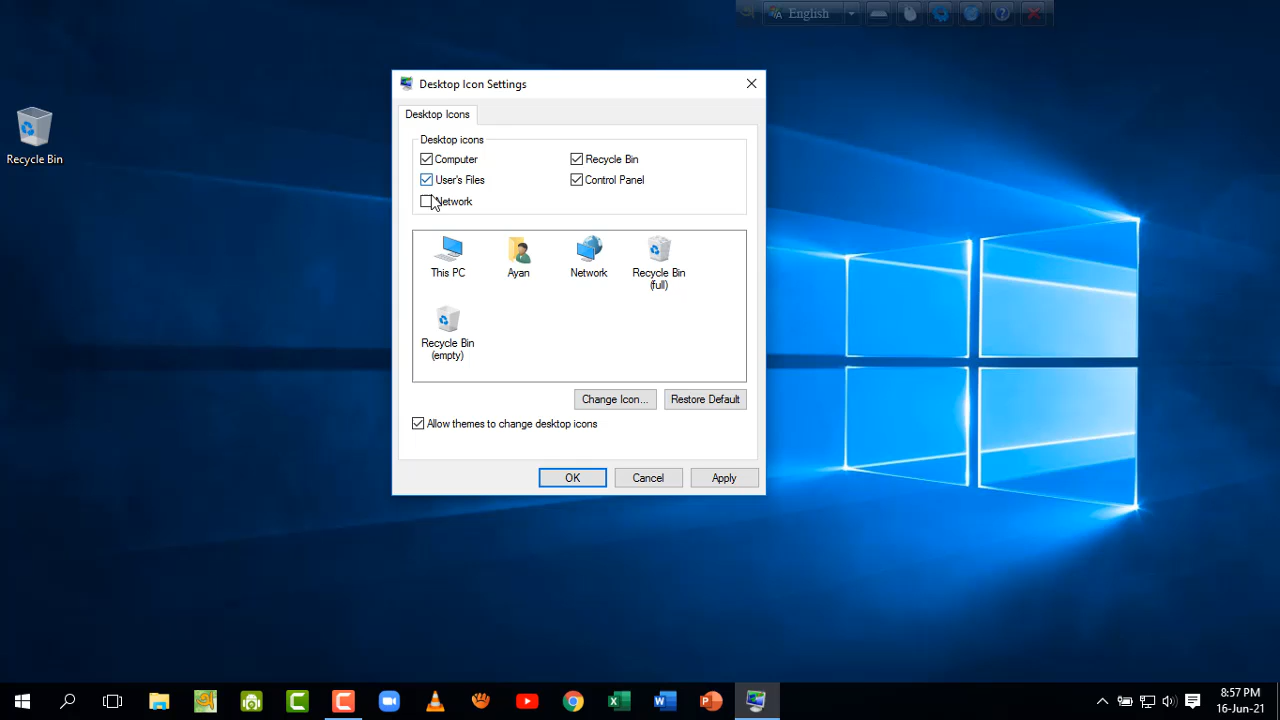 English
Recycle Bin
Desktop Icon Settings
Desktop Icons
Desktop icons
Computer
Recycle Bin
User's Files
Control Panel
Network
This PC
Ayan
Network
Recycle Bin
(full)
Recycle Bin
(empty)
Change Icon...
Restore Default
Allow themes to change desktop icons
OK
Cancel
Apply
8:57 PM
16-Jun-21